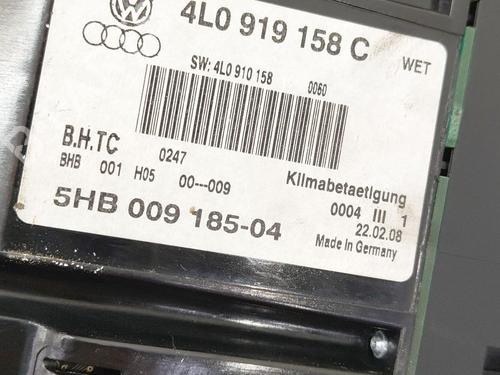 4L0 919 158 C
WET
SW: 4L0 910 158 0060
B.H.TC 0247
BHB 001 H05 00---009
Klimabetaetigung
5HB 009 185-04
0004 III 1
22.02.08
Made in Germany